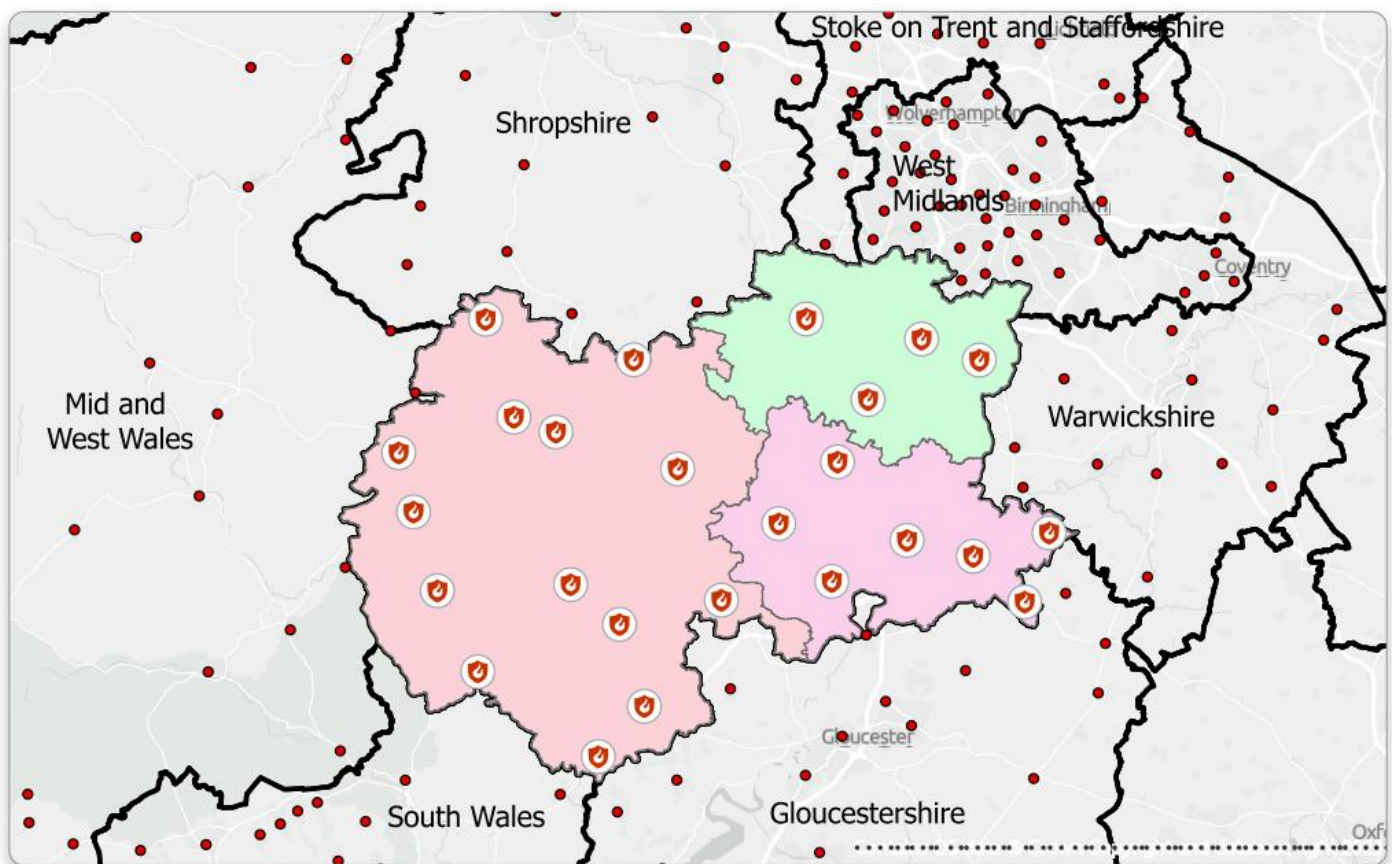 Stoke on Trent and Staffordshire
Shropshire
Wolverhampton
West
Midlands
Birmingham
Coventry
Mid and
West Wales
Warwickshire
Gloucester
South Wales
Gloucestershire